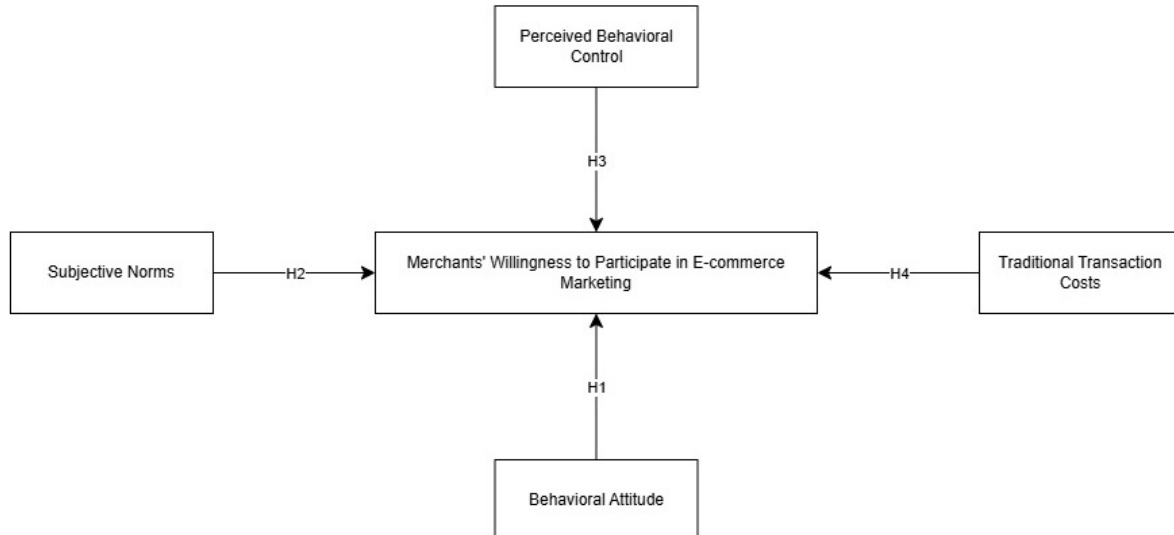 Perceived Behavioral
Control
H3
Subjective Norms
H2
Merchants' Willingness to Participate in E-commerce
Marketing
H4
Traditional Transaction
Costs
H1
Behavioral Attitude